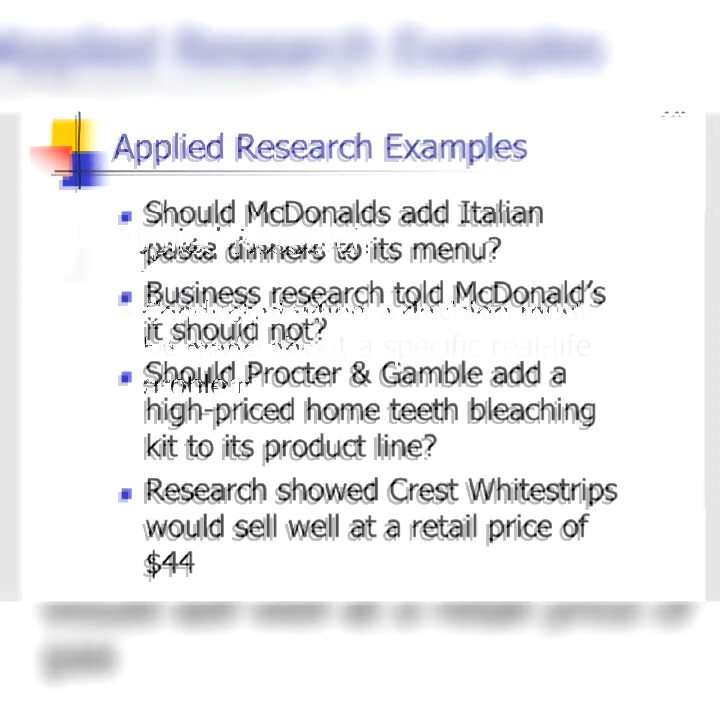 Applied Research Examples
Should McDonalds add Italian
pasta dinners to its menu?
Business research told McDonald's
it should not?
Should Procter & Gamble add a
high-priced home teeth bleaching
kit to its product line?
Research showed Crest Whitestrips
would sell well at a retail price of
$44